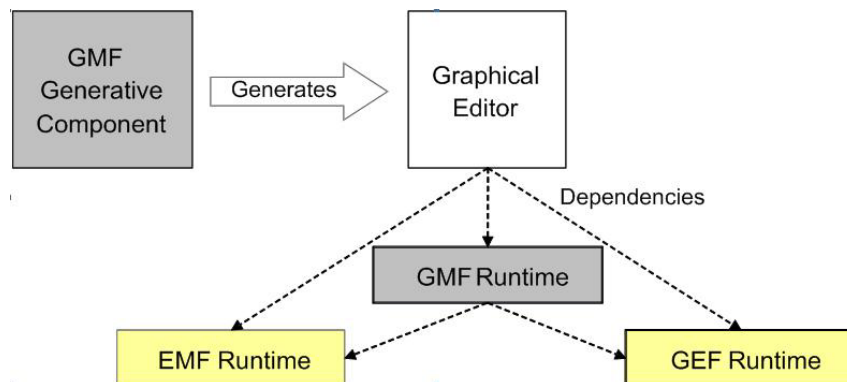 GMF
Generative
Component
Generates
Graphical
Editor
Dependencies
GMF Runtime
EMF Runtime
GEF Runtime